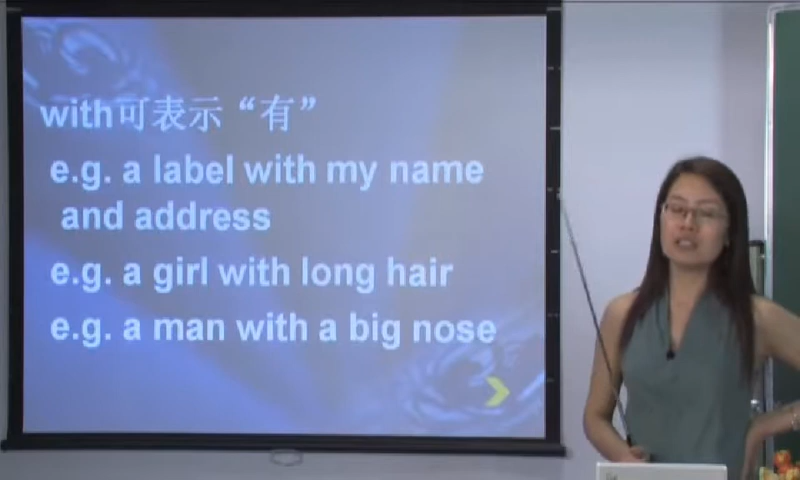 with可表示“有”
e.g. a label with my name
and address
e.g. a girl with long hair
e.g. a man with a big nose